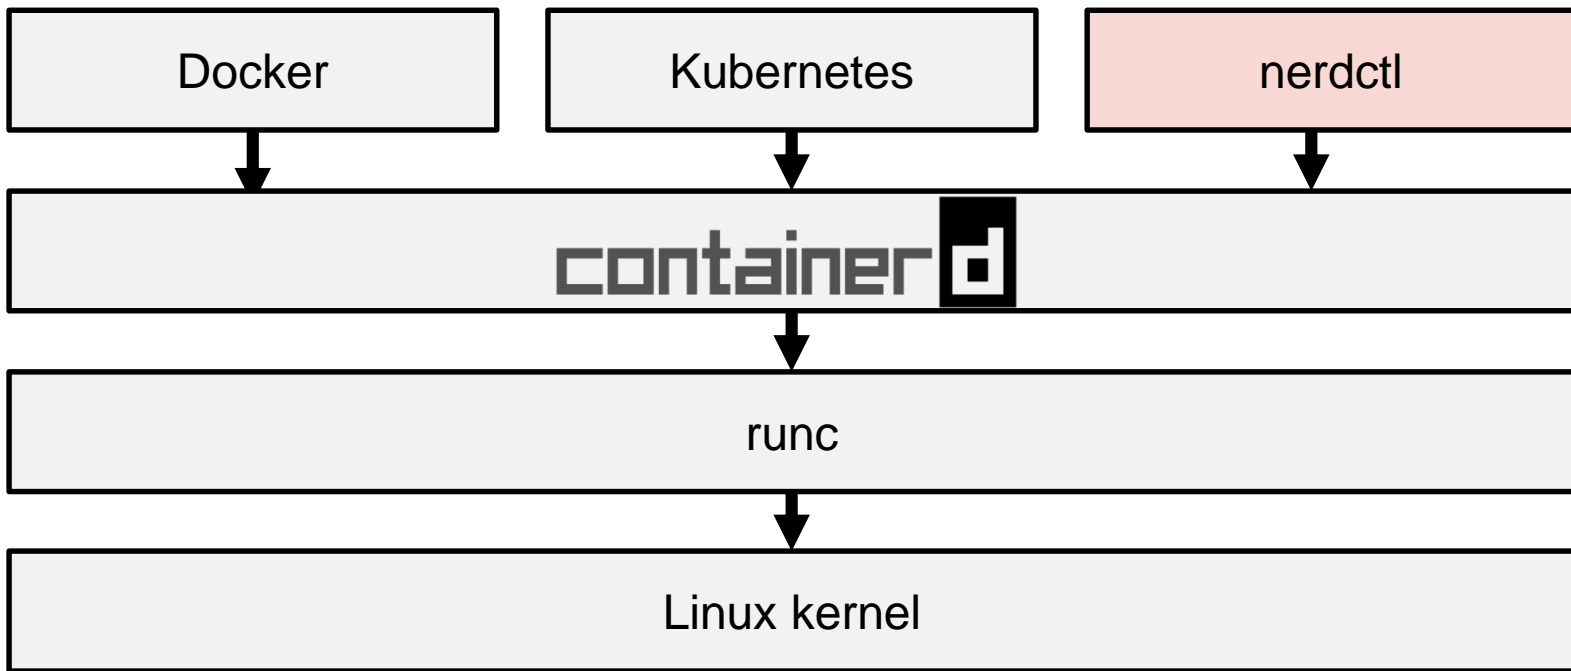 Docker
Kubernetes
nerdctl
containerd
runc
Linux kernel